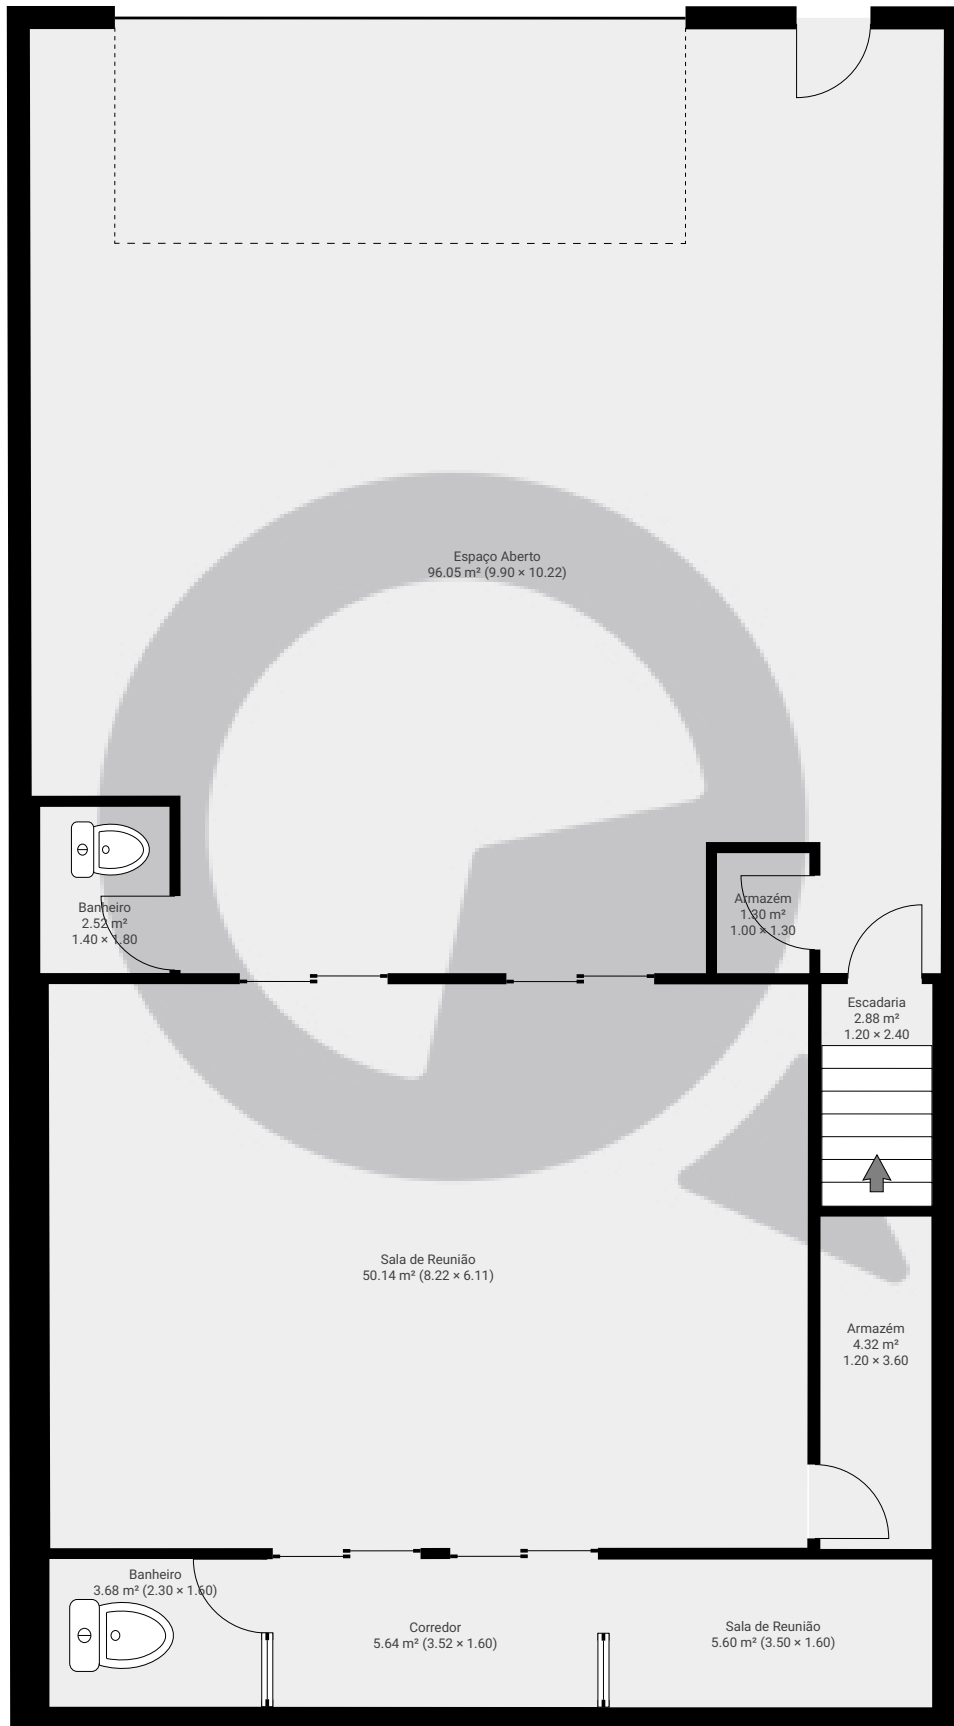 Espaço Aberto
96.05 m² (9.90 × 10.22)
Banheiro
2.52 m²
1.40 × 1.80
Armazém
1.30 m²
1.00 × 1.30
Escadaria
2.88 m²
1.20 × 2.40
Sala de Reunião
50.14 m² (8.22 × 6.11)
Armazém
4.32 m²
1.20 × 3.60
Banheiro
3.68 m² (2.30 × 1.60)
Corredor
5.64 m² (3.52 × 1.60)
Sala de Reunião
5.60 m² (3.50 × 1.60)